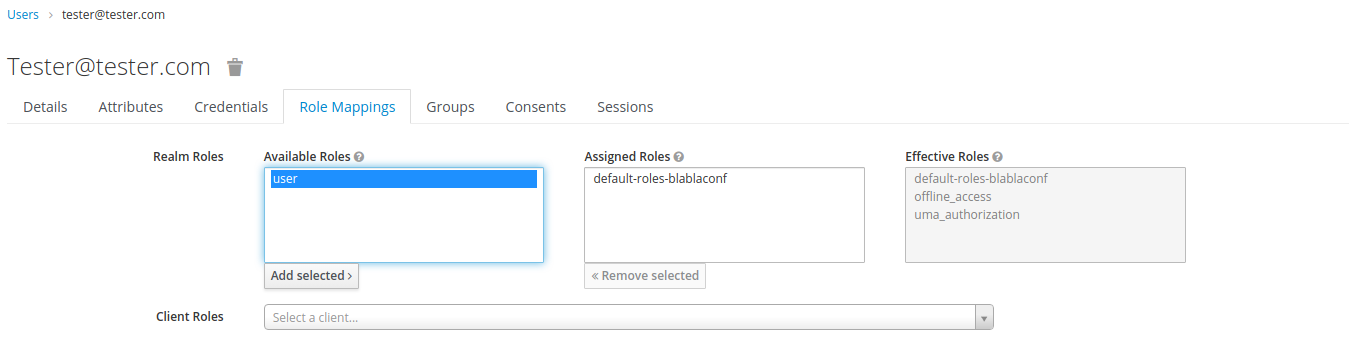 Users › tester@tester.com
Tester@tester.com
Details Attributes Credentials Role Mappings Groups Consents Sessions
Realm Roles Available Roles Assigned Roles Effective Roles
user default-roles-blablaconf default-roles-blablaconf
offline_access
uma_authorization
Add selected › « Remove selected
Client Roles Select a client...